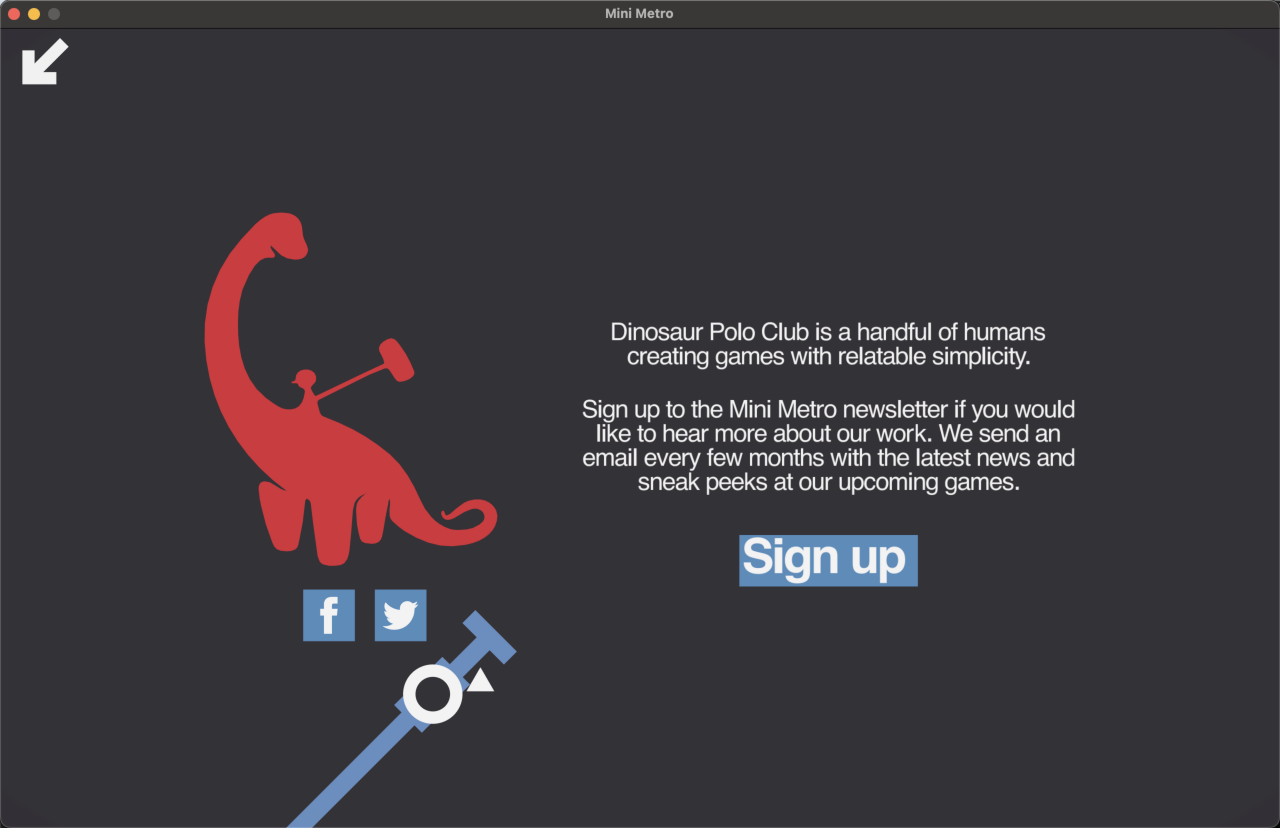 Mini Metro
Dinosaur Polo Club is a handful of humans
creating games with relatable simplicity.
Sign up to the Mini Metro newsletter if you would
like to hear more about our work. We send an
email every few months with the latest news and
sneak peeks at our upcoming games.
Sign up